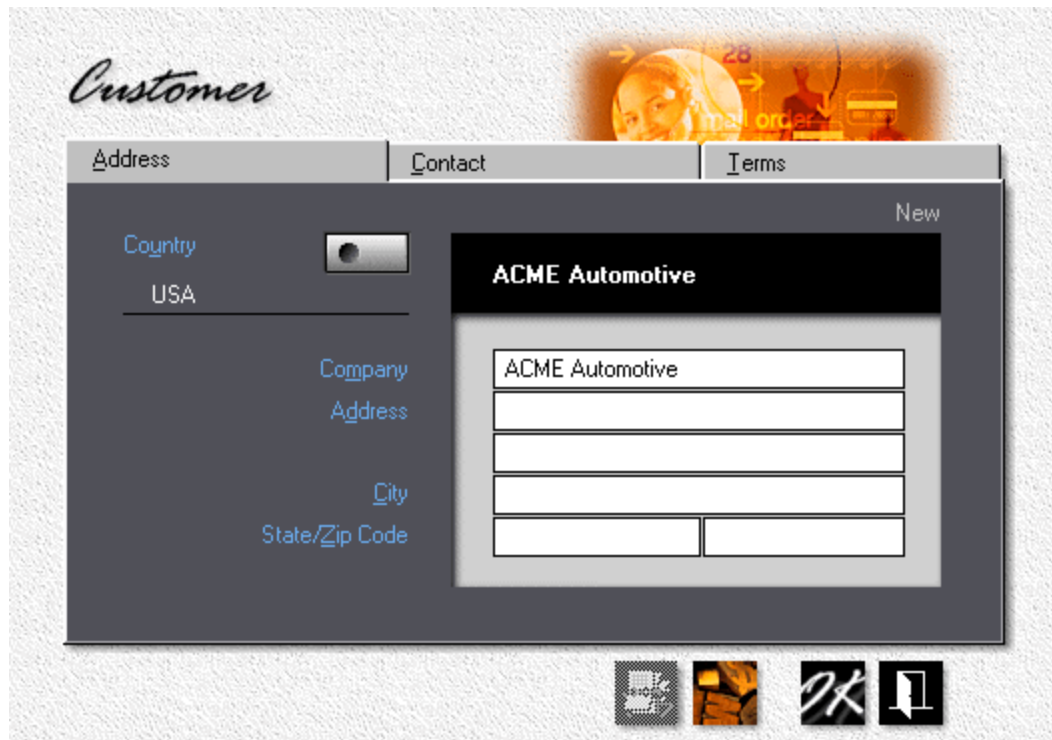 Customer
28
mail order
Address
Contact
Terms
New
Country
USA
ACME Automotive
Company
ACME Automotive
Address
City
State/Zip Code
OK